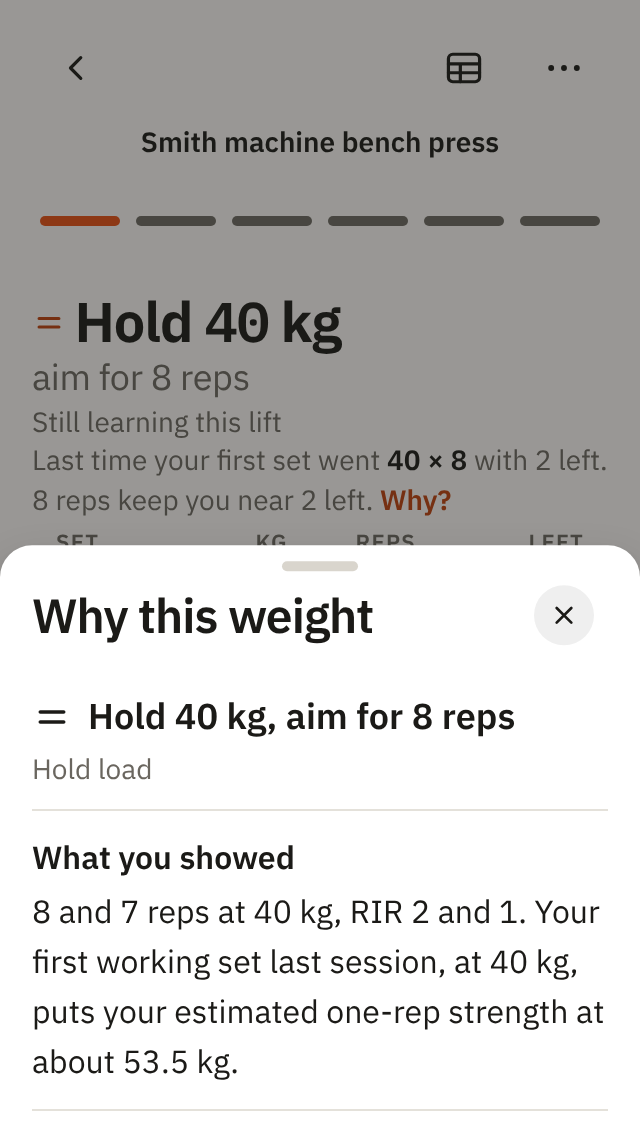 Smith machine bench press
= Hold 40 kg
aim for 8 reps
Still learning this lift
Last time your first set went 40 × 8 with 2 left.
8 reps keep you near 2 left. Why?
SET KG REPS LEFT
Why this weight
= Hold 40 kg, aim for 8 reps
Hold load
What you showed
8 and 7 reps at 40 kg, RIR 2 and 1. Your
first working set last session, at 40 kg,
puts your estimated one-rep strength at
about 53.5 kg.